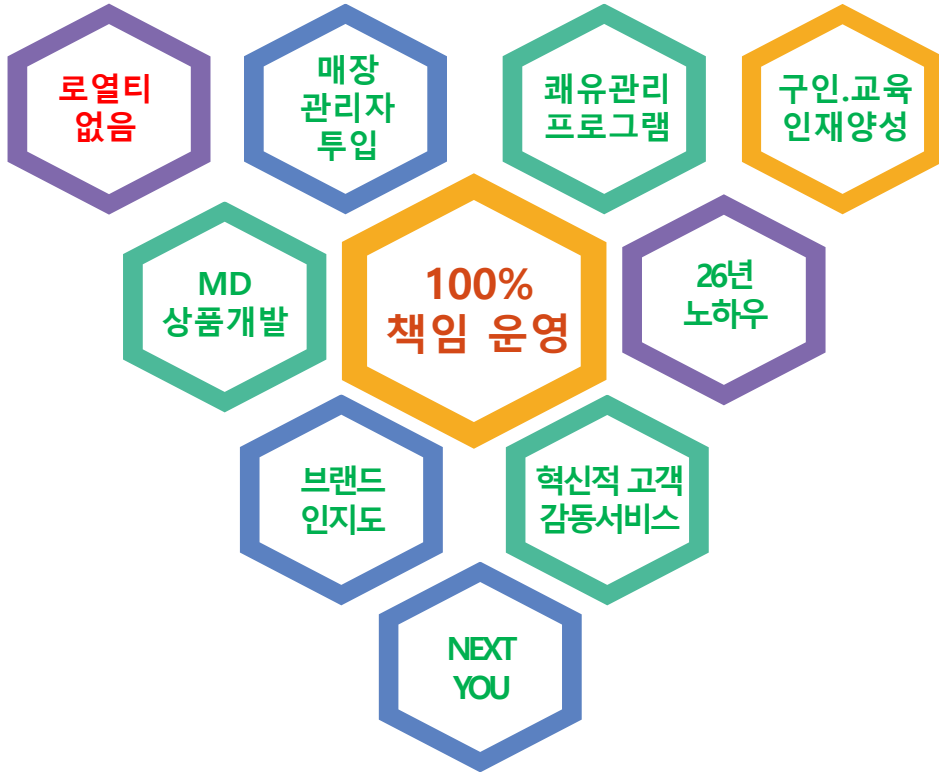 로열티
없음
매장
관리자
투입
쾌유관리
프로그램
구인.교육
인재양성
MD
상품개발
100%
책임 운영
26년
노하우
브랜드
인지도
혁신적 고객
감동서비스
NEXT
YOU